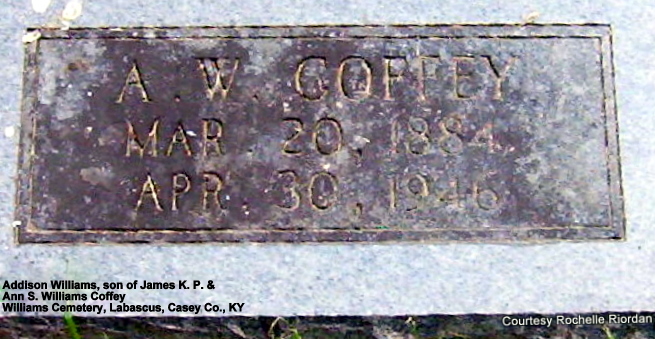 A. W. COFFEY
MAR. 20, 1884
APR. 30, 1946
Addison Williams, son of James K. P. &
Ann S. Williams Coffey
Williams Cemetery, Labascus, Casey Co., KY
Courtesy Rochelle Riordan